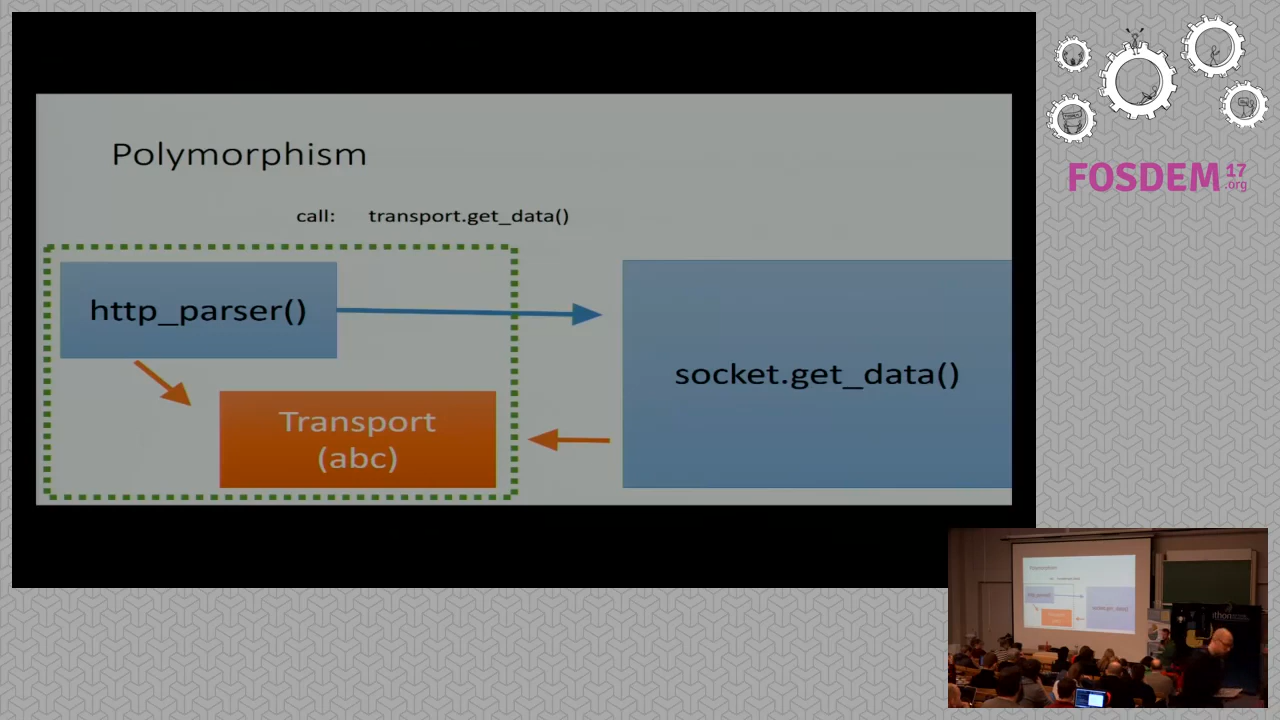 Polymorphism
call: transport.get_data()
http_parser()
socket.get_data()
Transport
(abc)
FOSDEM 17
.org